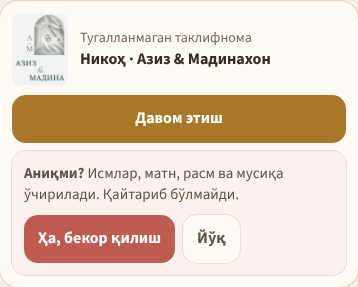 А
М
АЗИЗ
&
МАДИНА
Тугалланмаган таклифнома
Никоҳ · Азиз & Мадинахон
Давом этиш
Аниқми? Исмлар, матн, расм ва мусиқа
ўчирилади. Қайтариб бўлмайди.
Ҳа, бекор қилиш
Йўқ